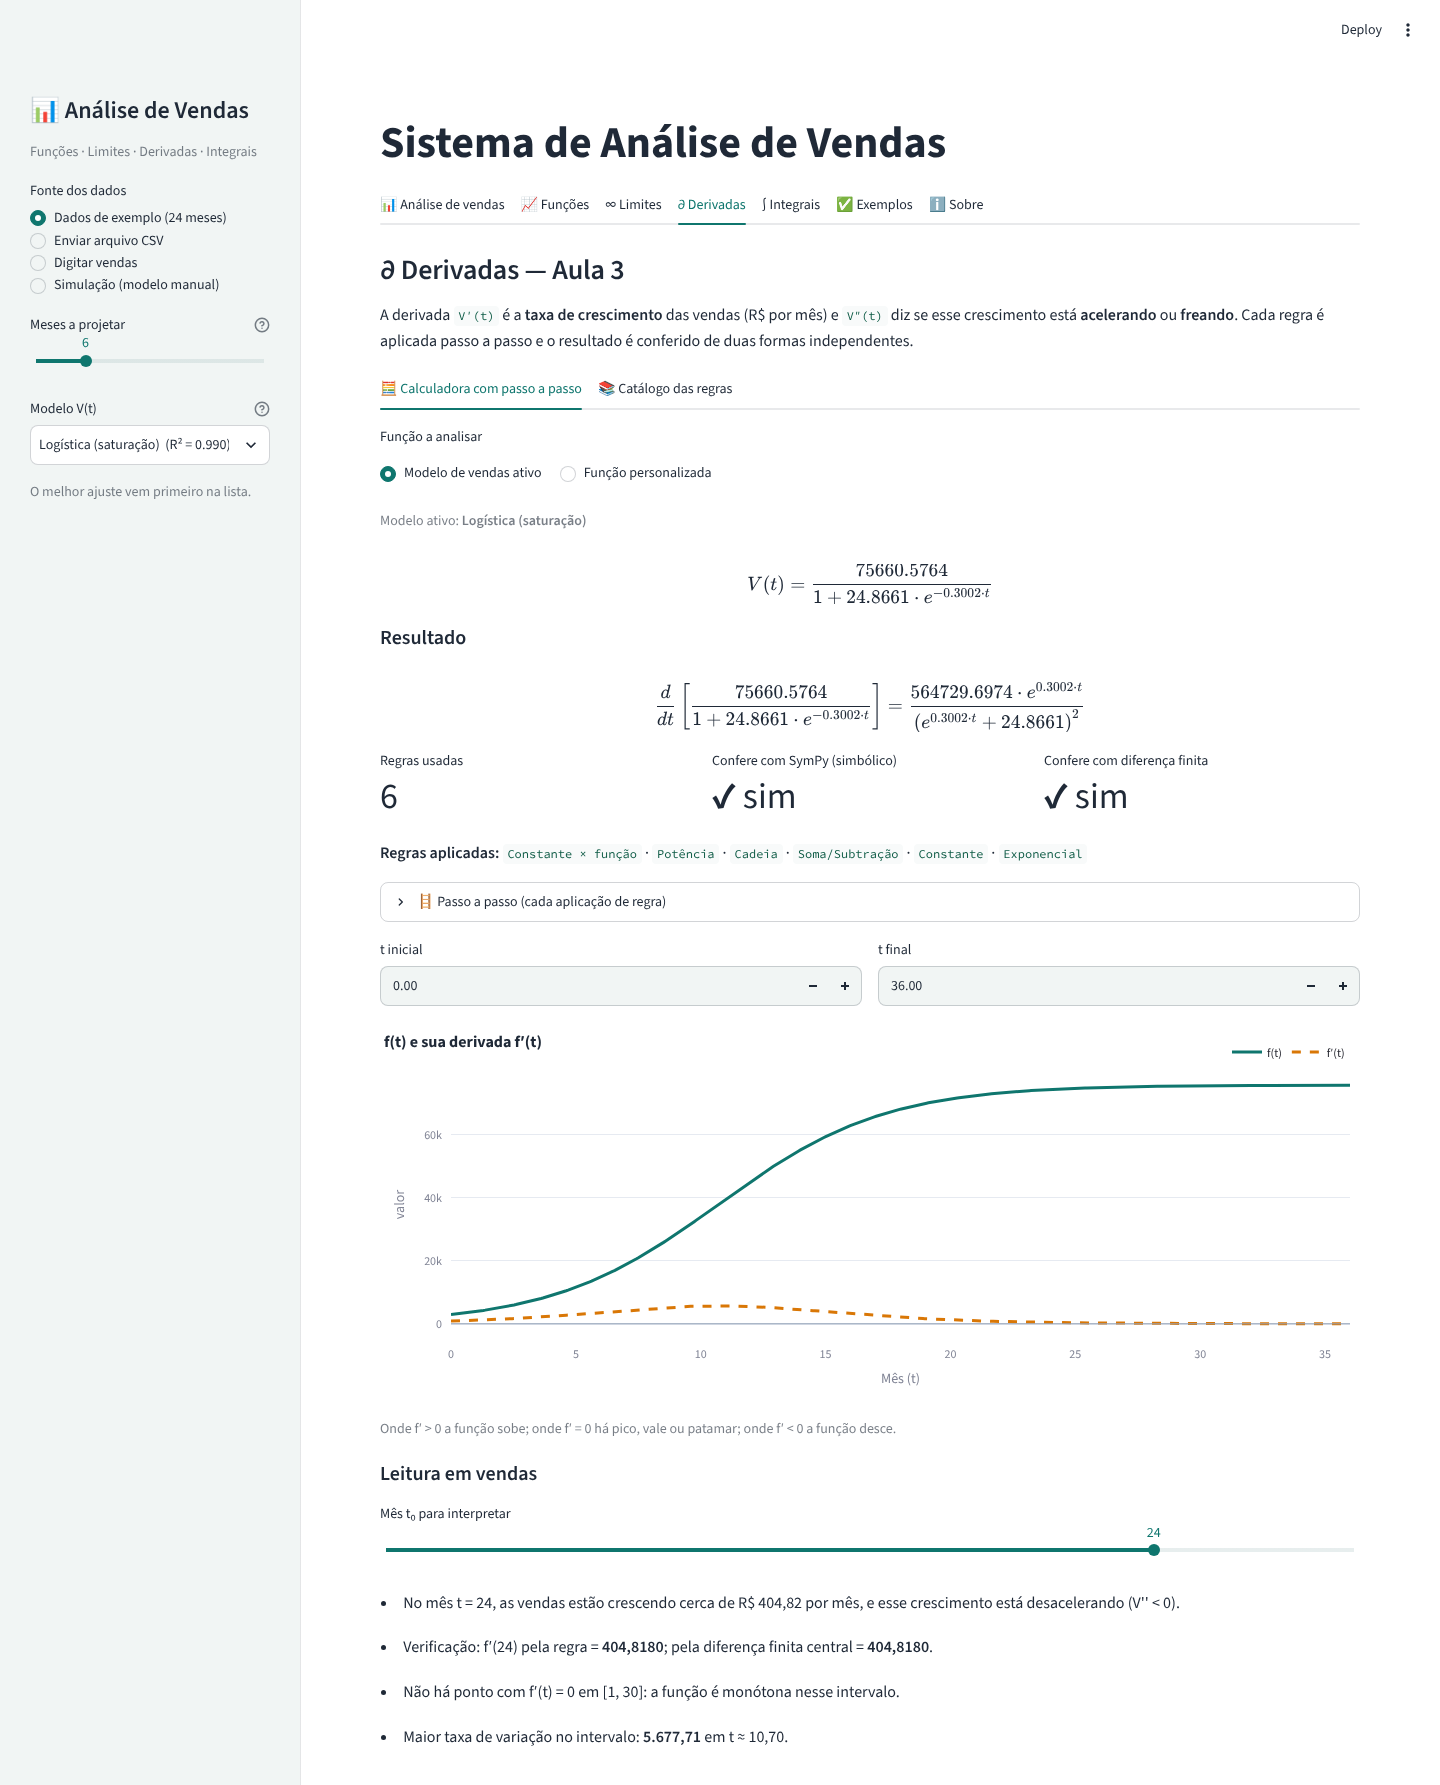 Deploy
📊 Análise de Vendas
Funções · Limites · Derivadas · Integrais
Fonte dos dados
Dados de exemplo (24 meses)
Enviar arquivo CSV
Digitar vendas
Simulação (modelo manual)
Meses a projetar
6
Modelo V(t)
Logística (saturação) (R² = 0.990)
O melhor ajuste vem primeiro na lista.
Sistema de Análise de Vendas
📊 Análise de vendas 📈 Funções ∞ Limites ∂ Derivadas ∫ Integrais ✅ Exemplos ℹ️ Sobre
∂ Derivadas — Aula 3
A derivada V′(t) é a taxa de crescimento das vendas (R$ por mês) e V″(t) diz se esse crescimento está acelerando ou freando. Cada regra é
aplicada passo a passo e o resultado é conferido de duas formas independentes.
🧮 Calculadora com passo a passo 📚 Catálogo das regras
Função a analisar
Modelo de vendas ativo Função personalizada
Modelo ativo: Logística (saturação)
V(t) = 75660.5764 / (1 + 24.8661 · e^(−0.3002·t))
Resultado
d/dt [75660.5764 / (1 + 24.8661 · e^(−0.3002·t))] = 564729.6974 · e^(0.3002·t) / (e^(0.3002·t) + 24.8661)²
Regras usadas Confere com SymPy (simbólico) Confere com diferença finita
6 ✓ sim ✓ sim
Regras aplicadas: Constante × função · Potência · Cadeia · Soma/Subtração · Constante · Exponencial
🪜 Passo a passo (cada aplicação de regra)
t inicial t final
0.00 36.00
f(t) e sua derivada f′(t)
f(t) f′(t)
60k
40k
20k
0
valor
0 5 10 15 20 25 30 35
Mês (t)
Onde f′ > 0 a função sobe; onde f′ = 0 há pico, vale ou patamar; onde f′ < 0 a função desce.
Leitura em vendas
Mês t₀ para interpretar
24
• No mês t = 24, as vendas estão crescendo cerca de R$ 404,82 por mês, e esse crescimento está desacelerando (V'' < 0).
• Verificação: f′(24) pela regra = 404,8180; pela diferença finita central = 404,8180.
• Não há ponto com f′(t) = 0 em [1, 30]: a função é monótona nesse intervalo.
• Maior taxa de variação no intervalo: 5.677,71 em t ≈ 10,70.